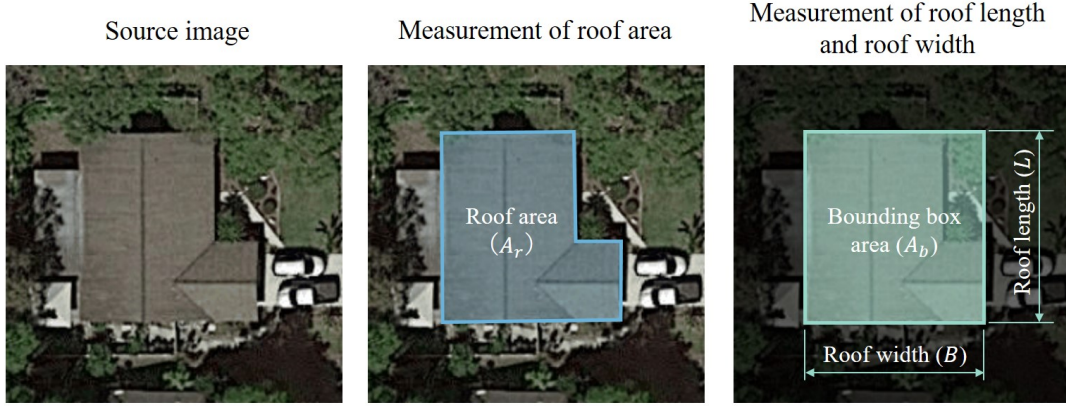 Source image
Measurement of roof area
Measurement of roof length
and roof width
Roof area
(A_r)
Bounding box
area (A_b)
Roof length (L)
Roof width (B)